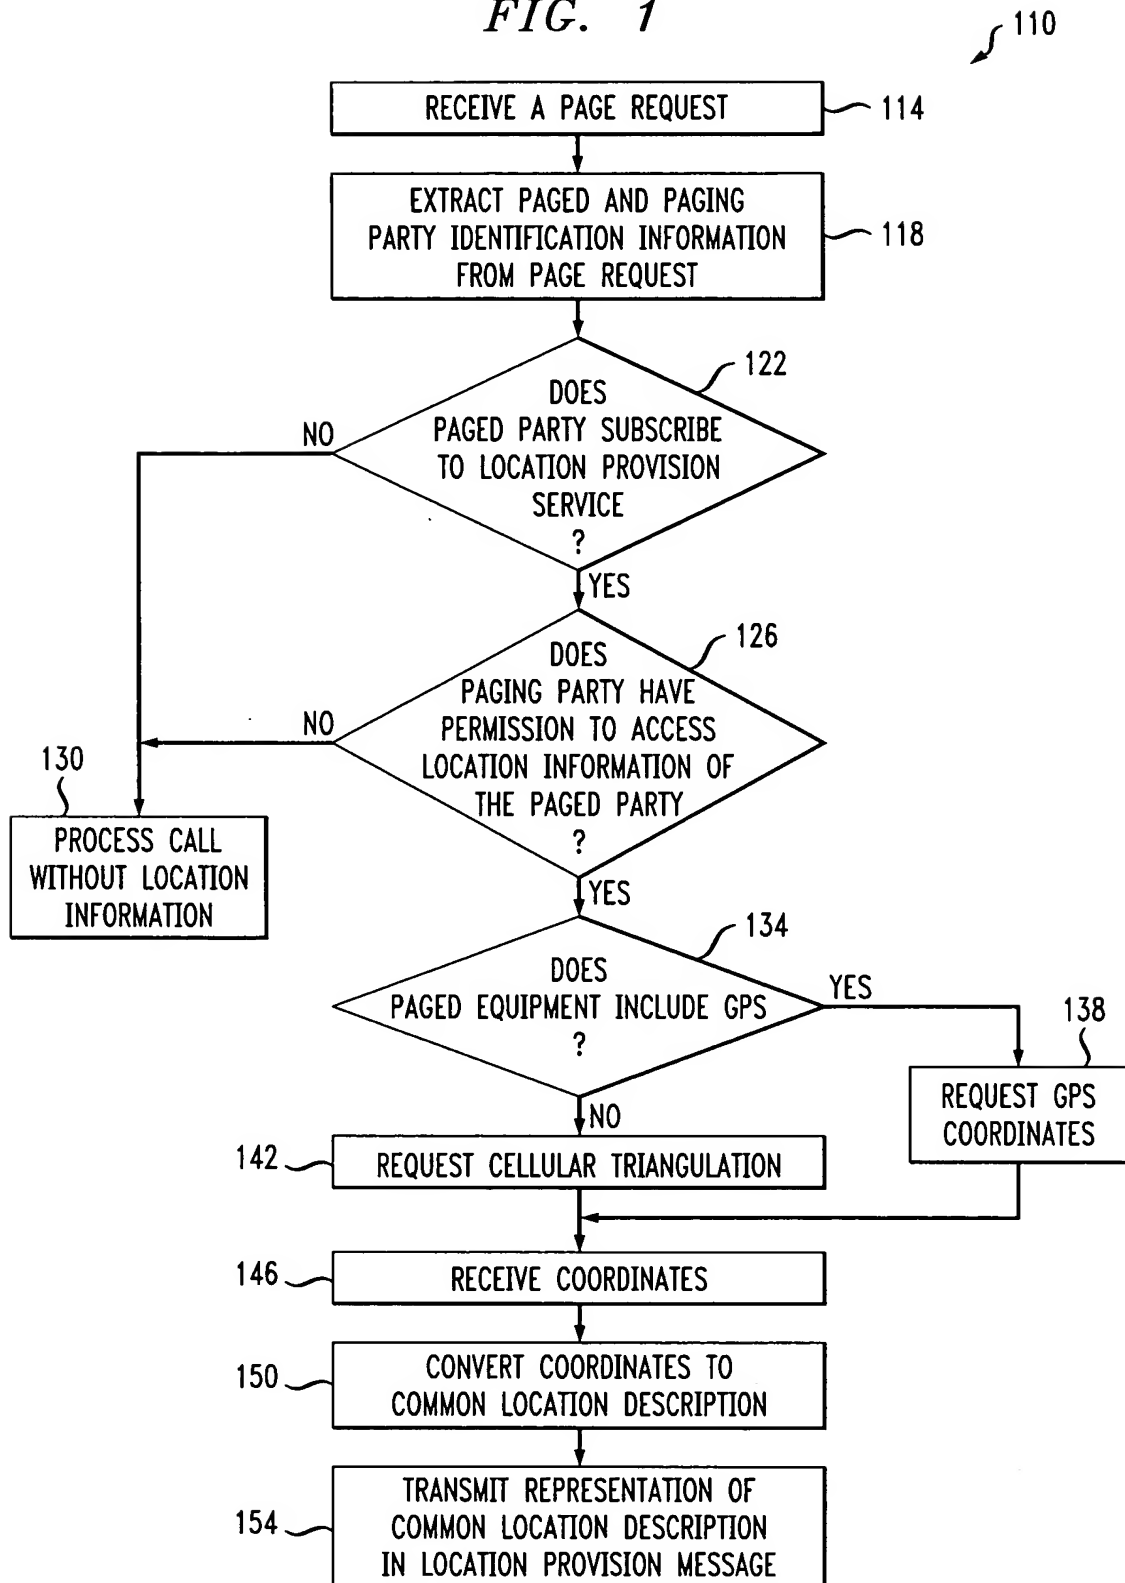 FIG. 1
110
RECEIVE A PAGE REQUEST
114
EXTRACT PAGED AND PAGING
PARTY IDENTIFICATION INFORMATION
FROM PAGE REQUEST
118
122
DOES
PAGED PARTY SUBSCRIBE
TO LOCATION PROVISION
SERVICE
?
NO
YES
126
DOES
PAGING PARTY HAVE
PERMISSION TO ACCESS
LOCATION INFORMATION OF
THE PAGED PARTY
?
NO
130
PROCESS CALL
WITHOUT LOCATION
INFORMATION
YES
134
DOES
PAGED EQUIPMENT INCLUDE GPS
?
YES
138
REQUEST GPS
COORDINATES
NO
142
REQUEST CELLULAR TRIANGULATION
146
RECEIVE COORDINATES
150
CONVERT COORDINATES TO
COMMON LOCATION DESCRIPTION
154
TRANSMIT REPRESENTATION OF
COMMON LOCATION DESCRIPTION
IN LOCATION PROVISION MESSAGE